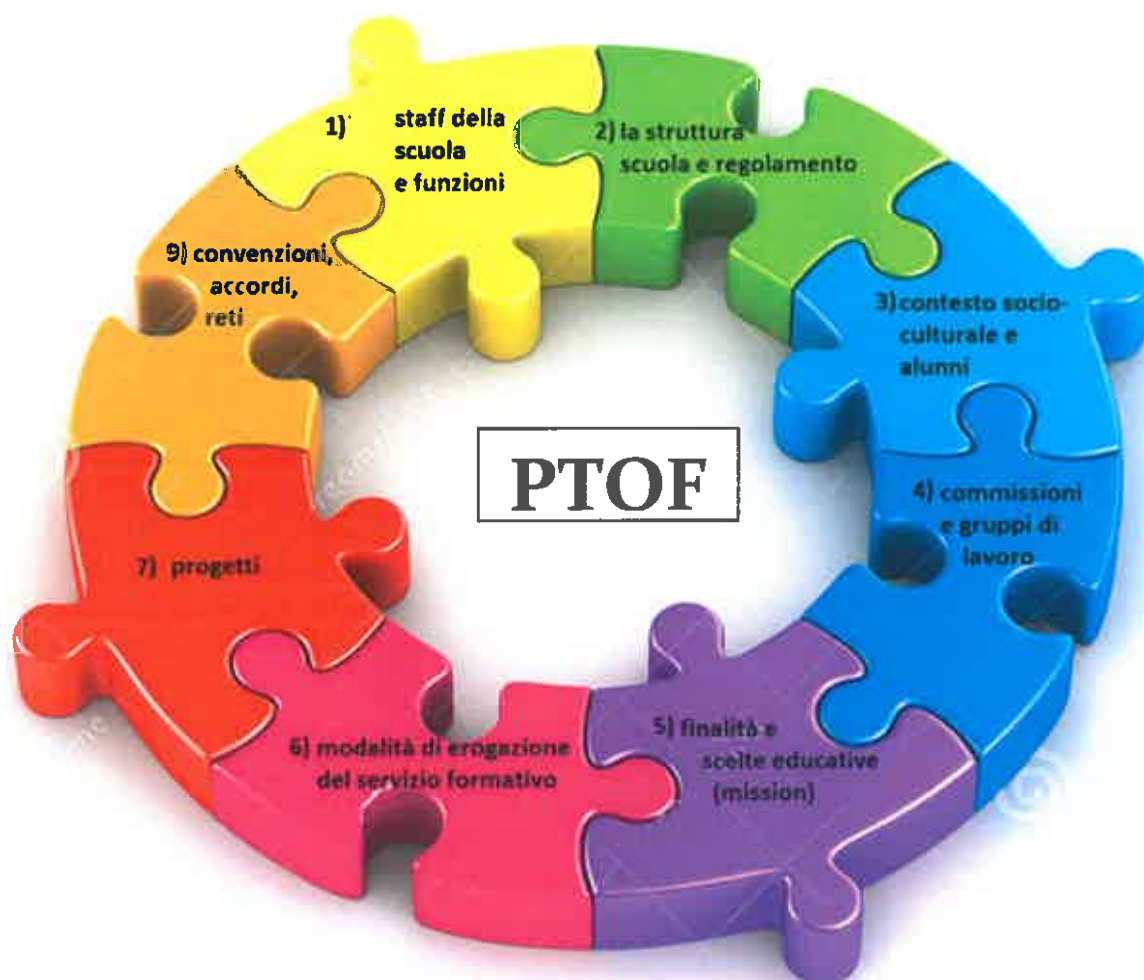 1) staff della
scuola
e funzioni
2) la struttura
scuola e regolamento
3) contesto socio-
culturale e
alunni
4) commissioni
e gruppi di
lavoro
5) finalità e
scelte educative
(mission)
6) modalità di erogazione
del servizio formativo
7) progetti
9) convenzioni,
accordi,
reti
PTOF